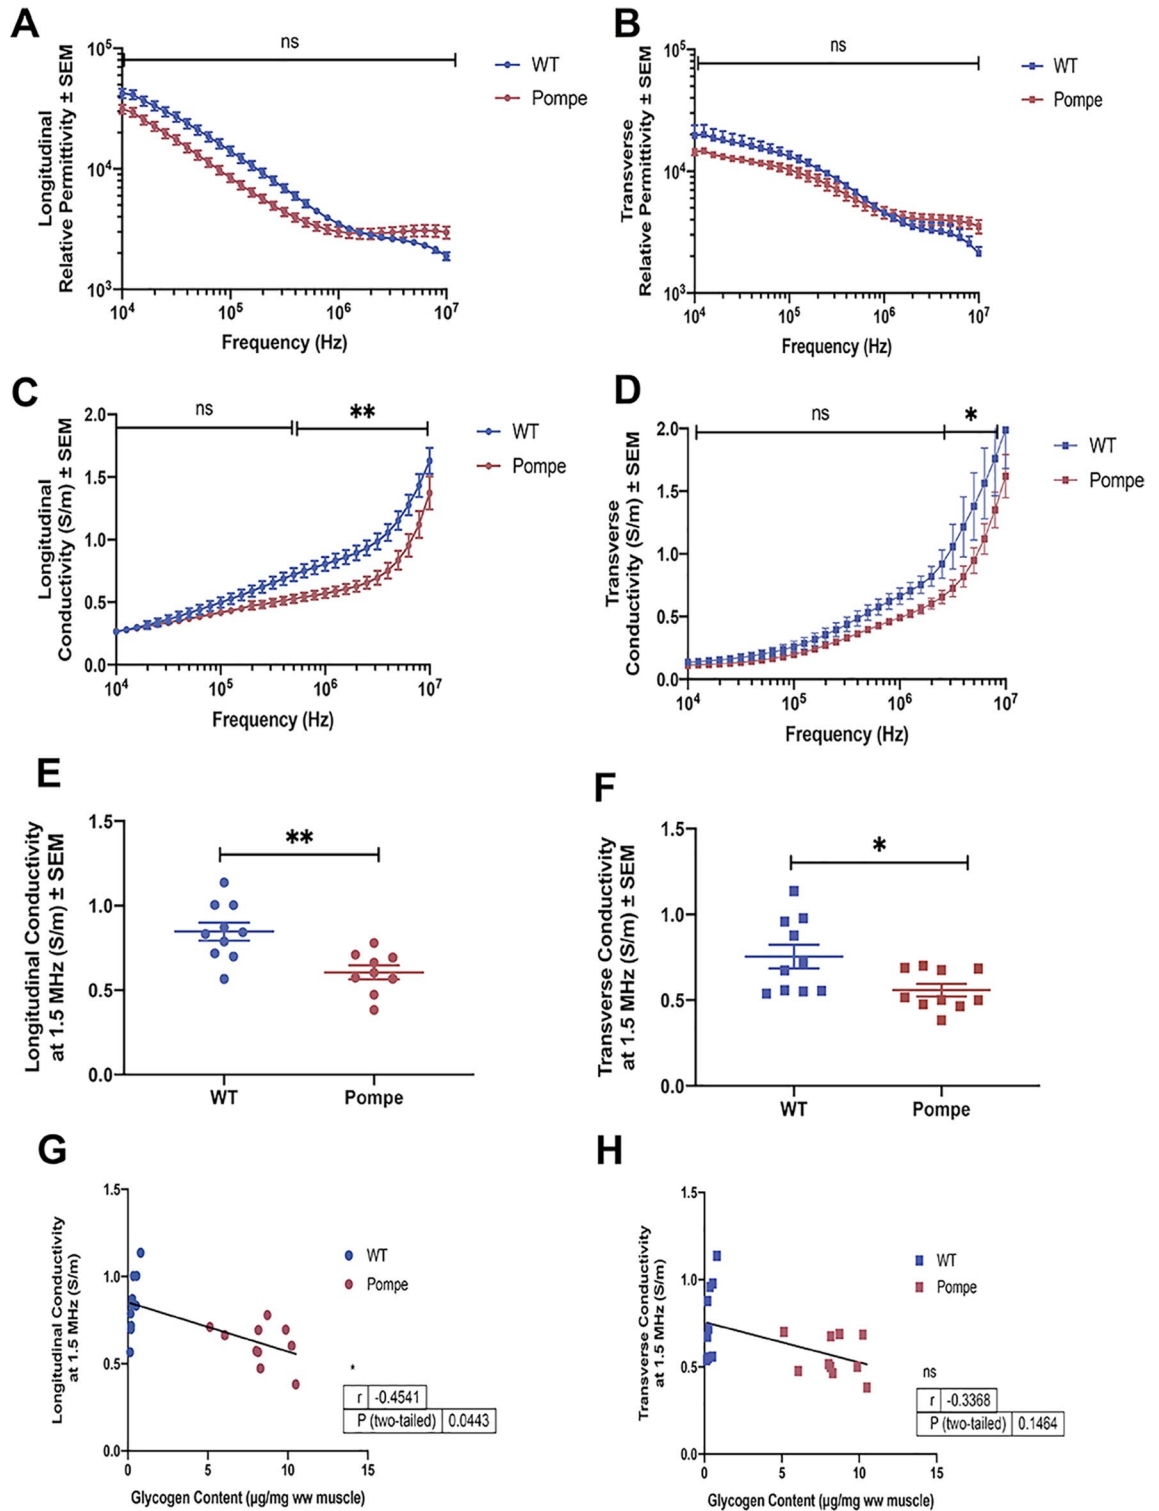 A
Longitudinal
Relative Permittivity ± SEM
ns
WT
Pompe
10⁵
10⁴
10³
10⁴ 10⁵ 10⁶ 10⁷
Frequency (Hz)
B
Transverse
Relative Permittivity ± SEM
ns
WT
Pompe
10⁵
10⁴
10³
10⁴ 10⁵ 10⁶ 10⁷
Frequency (Hz)
C
Longitudinal
Conductivity (S/m) ± SEM
ns **
WT
Pompe
2.0
1.5
1.0
0.5
0.0
10⁴ 10⁵ 10⁶ 10⁷
Frequency (Hz)
D
Transverse
Conductivity (S/m) ± SEM
ns *
WT
Pompe
2.0
1.5
1.0
0.5
0.0
10⁴ 10⁵ 10⁶ 10⁷
Frequency (Hz)
E
Longitudinal Conductivity
at 1.5 MHz (S/m) ± SEM
**
1.5
1.0
0.5
0.0
WT Pompe
F
Transverse Conductivity
at 1.5 MHz (S/m) ± SEM
*
1.5
1.0
0.5
0.0
WT Pompe
G
Longitudinal Conductivity
at 1.5 MHz (S/m)
1.5
1.0
0.5
0.0
WT
Pompe
*
r -0.4541
P (two-tailed) 0.0443
0 5 10 15
Glycogen Content (µg/mg ww muscle)
H
Transverse Conductivity
at 1.5 MHz (S/m)
1.5
1.0
0.5
0.0
WT
Pompe
ns
r -0.3368
P (two-tailed) 0.1464
0 5 10 15
Glycogen Content (µg/mg ww muscle)